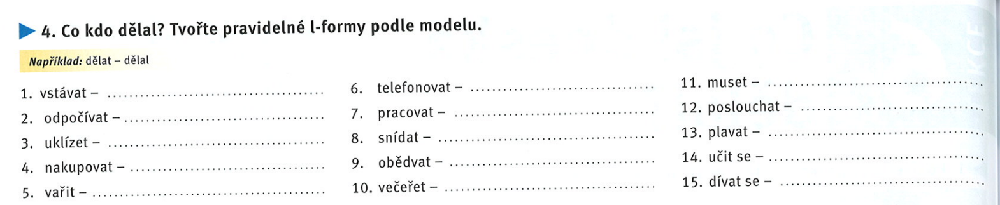 4. Co kdo dělal? Tvořte pravidelné l-formy podle modelu.
Například: dělat – dělal
1. vstávat – ......................................
2. odpočívat – ......................................
3. uklízet – ......................................
4. nakupovat – ......................................
5. vařit – ......................................
6. telefonovat – ......................................
7. pracovat – ......................................
8. snídat – ......................................
9. obědvat – ......................................
10. večeřet – ......................................
11. muset – ......................................
12. poslouchat – ......................................
13. plavat – ......................................
14. učit se – ......................................
15. dívat se – ......................................